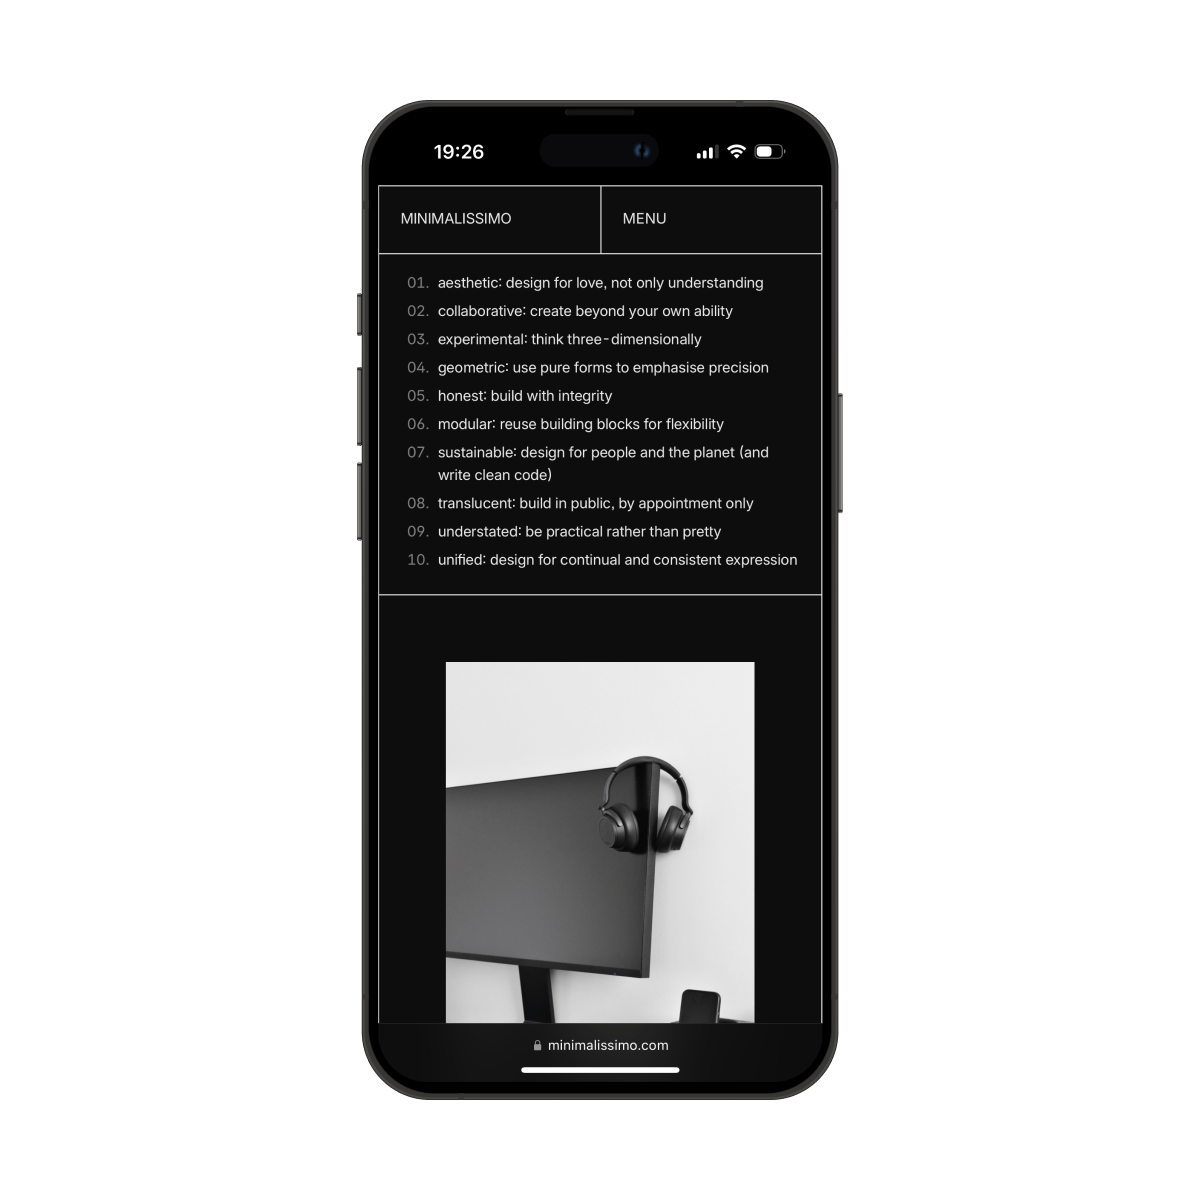 19:26
MINIMALISSIMO
MENU
01. aesthetic: design for love, not only understanding
02. collaborative: create beyond your own ability
03. experimental: think three-dimensionally
04. geometric: use pure forms to emphasise precision
05. honest: build with integrity
06. modular: reuse building blocks for flexibility
07. sustainable: design for people and the planet (and
write clean code)
08. translucent: build in public, by appointment only
09. understated: be practical rather than pretty
10. unified: design for continual and consistent expression
minimalissimo.com